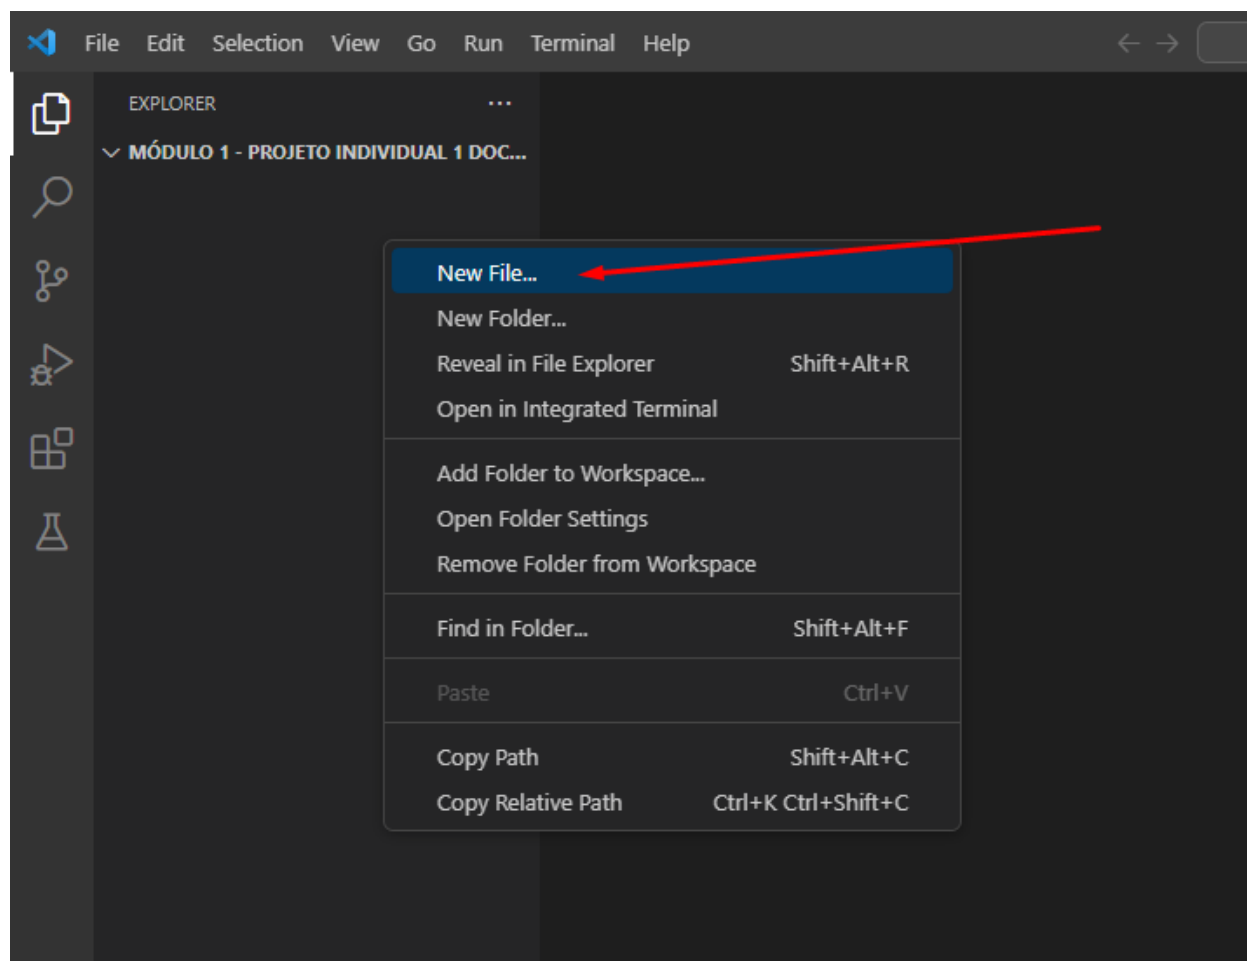 File Edit Selection View Go Run Terminal Help
EXPLORER
MÓDULO 1 - PROJETO INDIVIDUAL 1 DOC...
New File...
New Folder...
Reveal in File Explorer Shift+Alt+R
Open in Integrated Terminal
Add Folder to Workspace...
Open Folder Settings
Remove Folder from Workspace
Find in Folder... Shift+Alt+F
Paste Ctrl+V
Copy Path Shift+Alt+C
Copy Relative Path Ctrl+K Ctrl+Shift+C